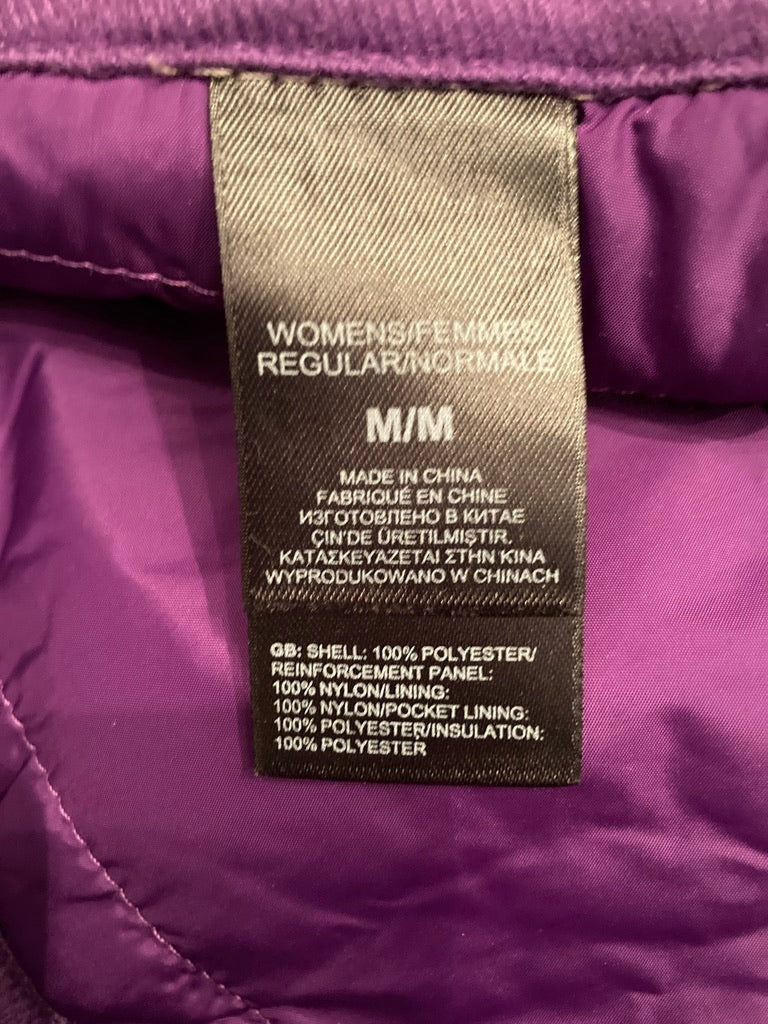 WOMENS/FEMMES
REGULAR/NORMALE
M/M
MADE IN CHINA
FABRIQUÉ EN CHINE
ИЗГОТОВЛЕНО В КИТАЕ
ÇIN'DE ÜRETILMIŞTIR.
ΚΑΤΑΣΚΕΥΆΖΕΤΑΙ ΣΤΗΝ ΚΙΝΑ
WYPRODUKOWANO W CHINACH
GB: SHELL: 100% POLYESTER/
REINFORCEMENT PANEL:
100% NYLON/LINING:
100% NYLON/POCKET LINING:
100% POLYESTER/INSULATION:
100% POLYESTER